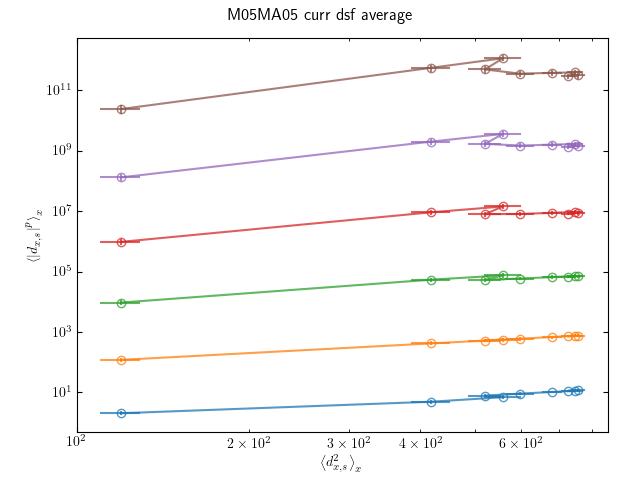 M05MA05 curr dsf average
⟨|d_{x,s}|^p⟩_x
10^11
10^9
10^7
10^5
10^3
10^1
10^2
2 × 10^2
3 × 10^2
4 × 10^2
6 × 10^2
⟨d^2_{x,s}⟩_x